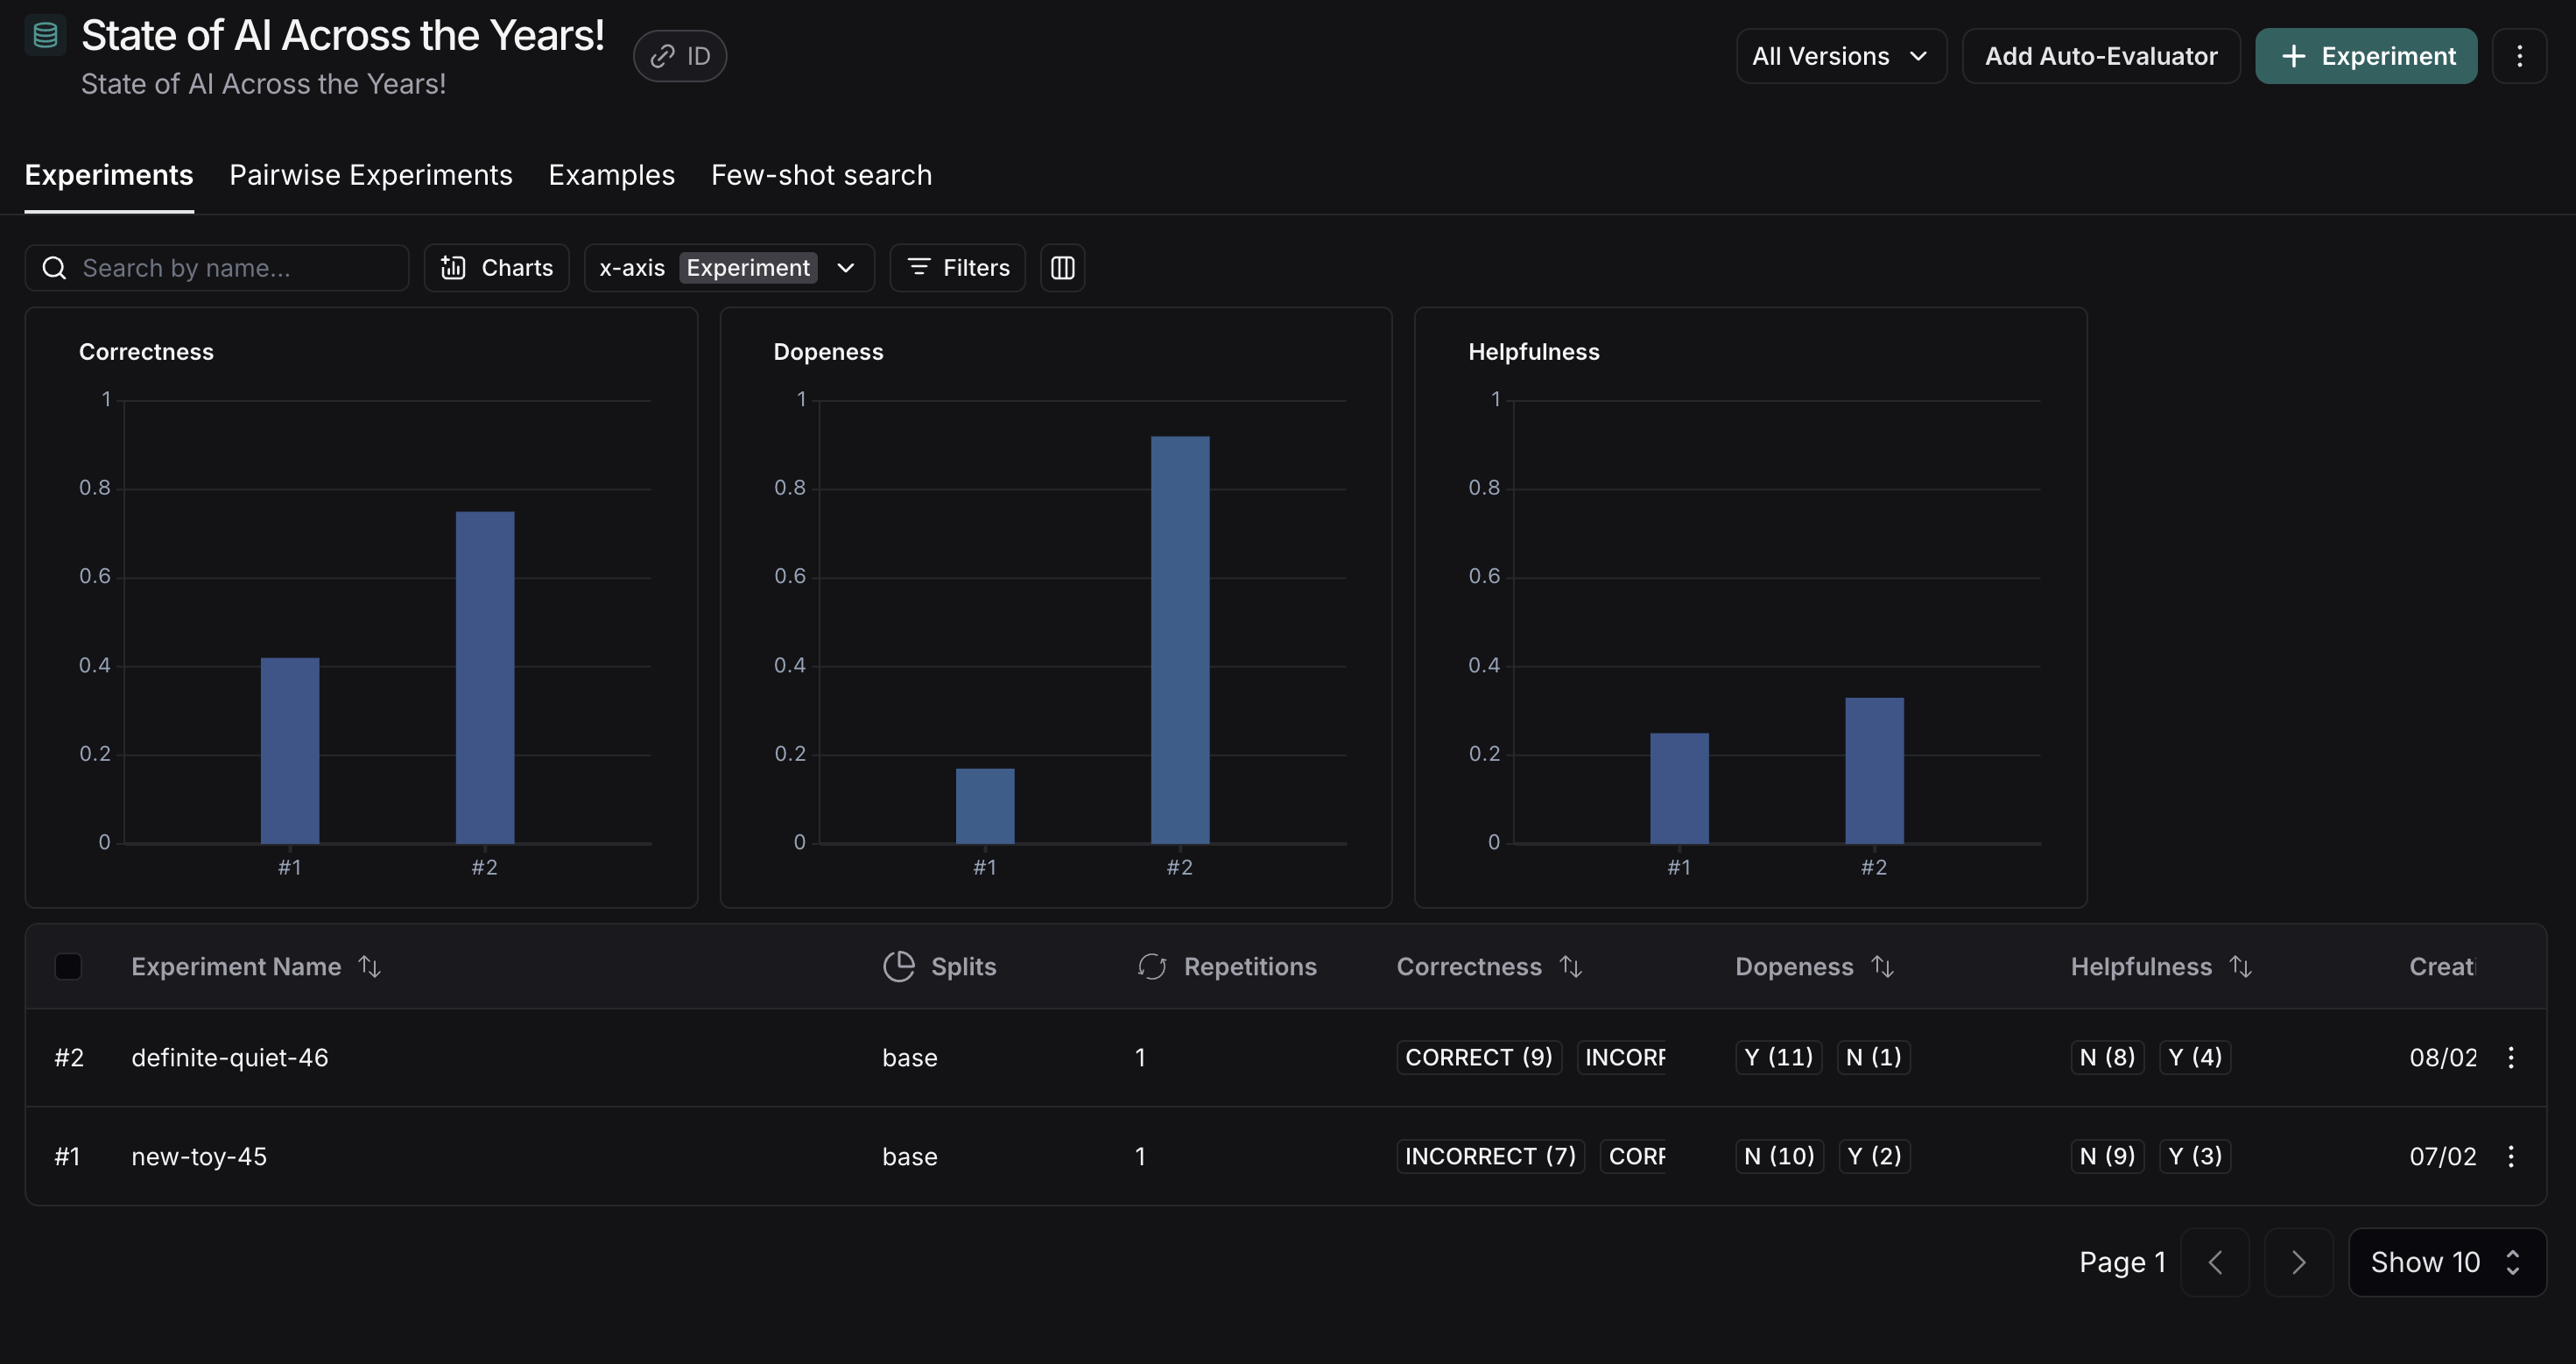 State of AI Across the Years!
ID
State of AI Across the Years!
All Versions
Add Auto-Evaluator
Experiment
Experiments
Pairwise Experiments
Examples
Few-shot search
Search by name...
Charts
x-axis Experiment
Filters
Correctness
1
0.8
0.6
0.4
0.2
0
#1 #2
Dopeness
1
0.8
0.6
0.4
0.2
0
#1 #2
Helpfulness
1
0.8
0.6
0.4
0.2
0
#1 #2
Experiment Name Splits Repetitions Correctness Dopeness Helpfulness Creati
#2 definite-quiet-46 base 1 CORRECT (9) INCORR Y (11) N (1) N (8) Y (4) 08/02
#1 new-toy-45 base 1 INCORRECT (7) CORR N (10) Y (2) N (9) Y (3) 07/02
Page 1
Show 10